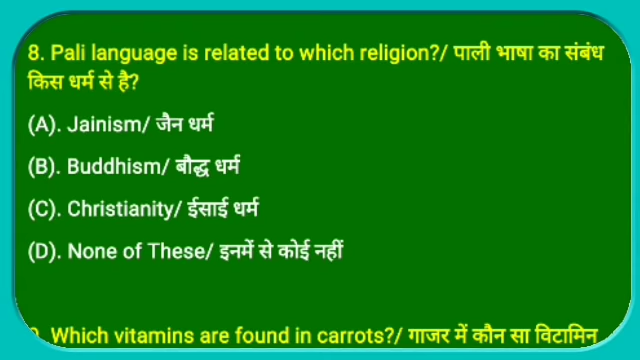 8. Pali language is related to which religion?/ पाली भाषा का संबंध
किस धर्म से है?
(A). Jainism/ जैन धर्म
(B). Buddhism/ बौद्ध धर्म
(C). Christianity/ ईसाई धर्म
(D). None of These/ इनमें से कोई नहीं
9. Which vitamins are found in carrots?/ गाजर में कौन सा विटामिन